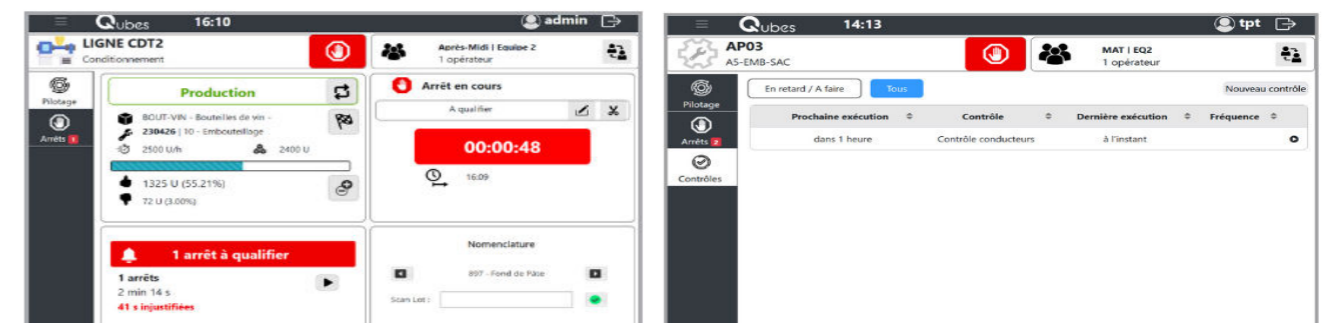 Qubes 16:10 admin
LIGNE CDT2
Conditionnement
Après-Midi | Equipe 2
1 opérateur
Pilotage
Arrêts 1
Production
BOUT-VIN - Bouteilles de vin -
230426 | 10 - Embouteillage
2500 U/h 2400 U
1325 U (55.21%)
72 U (3.00%)
Arrêt en cours
A qualifier
00:00:48
16:09
1 arrêt à qualifier
1 arrêts
2 min 14 s
41 s injustifiées
Nomenclature
897 - Fond de Pâte
Scan Lot :
Qubes 14:13 tpt
AP03
A5-EMB-SAC
MAT | EQ2
1 opérateur
Pilotage
Arrêts 2
Contrôles
En retard / A faire Tous Nouveau contrôle
Prochaine exécution Contrôle Dernière exécution Fréquence
dans 1 heure Contrôle conducteurs à l'instant